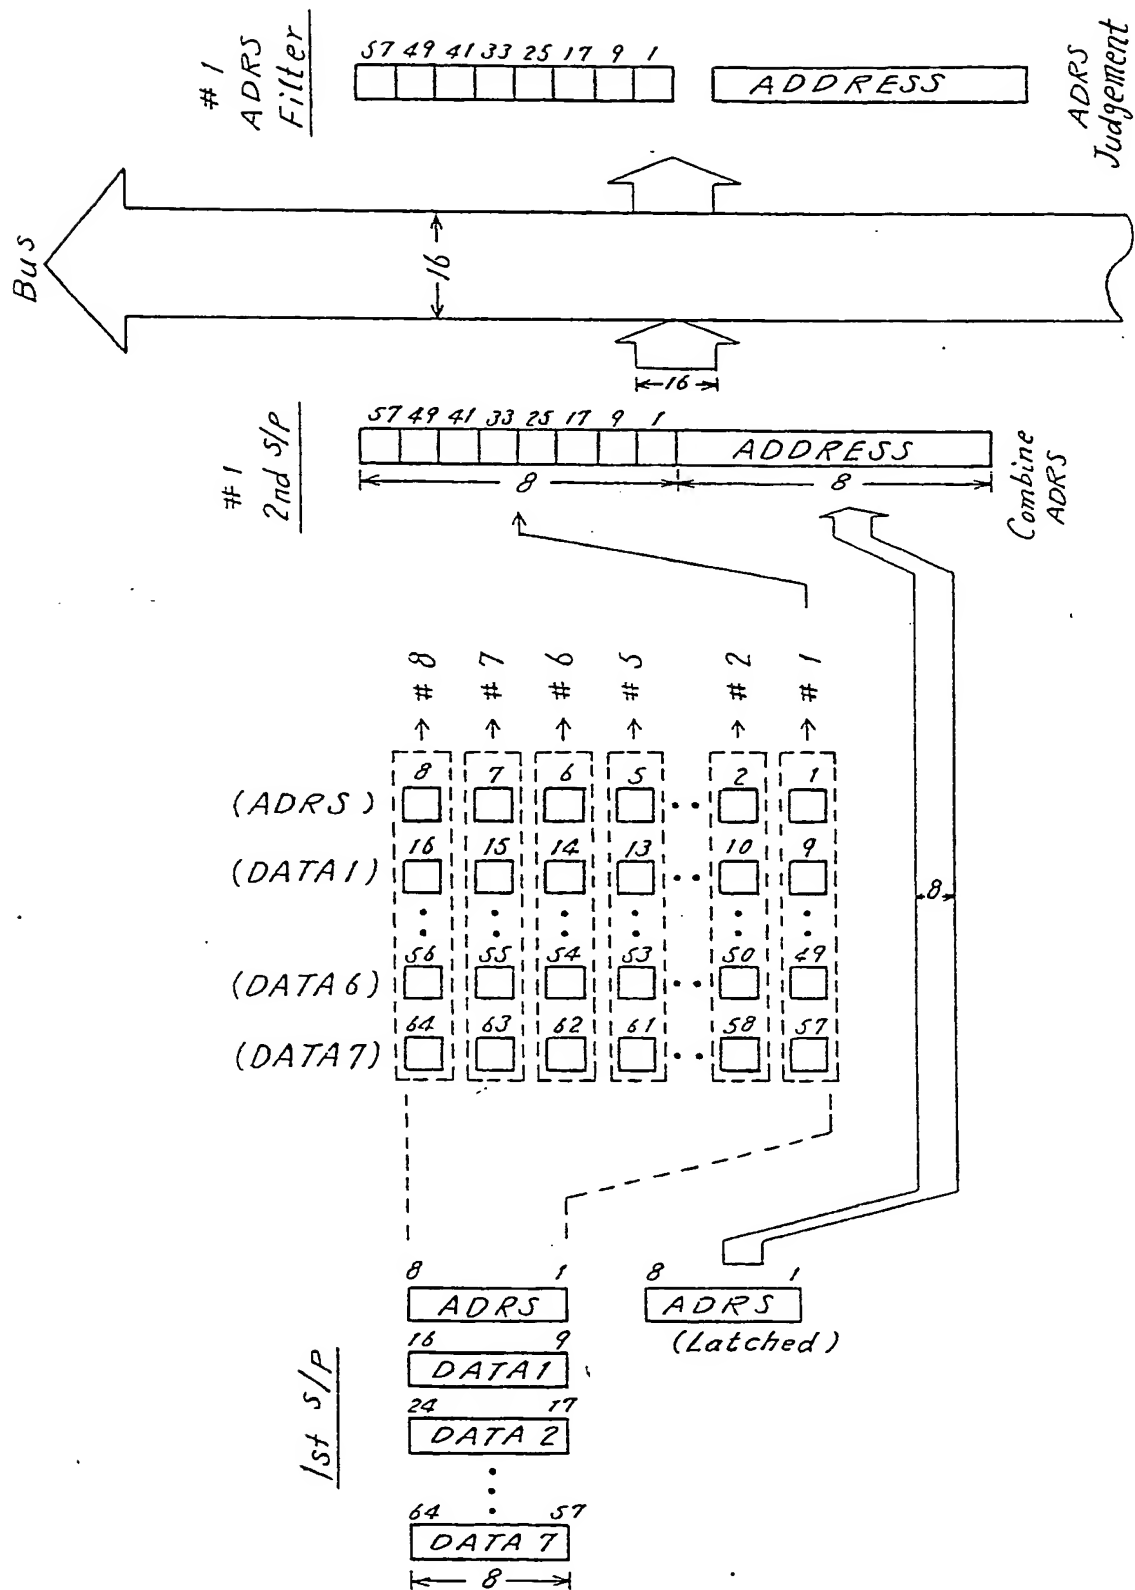 # 1
ADRS
Filter
57 49 41 33 25 17 9 1
ADDRESS
ADRS
Judgement
Bus
16
16
# 1
2nd S/P
57 49 41 33 25 17 9 1
ADDRESS
8
8
Combine
ADRS
# 8
# 7
# 6
# 5
# 2
# 1
(ADRS)
8 7 6 5 2 1
(DATA1)
16 15 14 13 10 9
(DATA6)
56 55 54 53 50 49
(DATA7)
64 63 62 61 58 57
8
1st S/P
8 1
ADRS
16 9
DATA1
24 17
DATA 2
64 57
DATA 7
8
8 1
ADRS
(Latched)